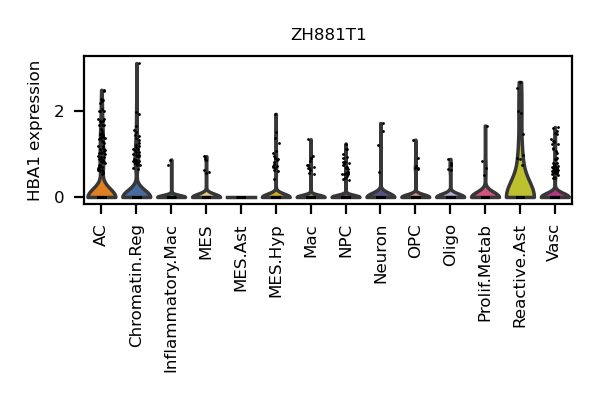 ZH881T1
HBA1 expression
2
0
AC
Chromatin.Reg
Inflammatory.Mac
MES
MES.Ast
MES.Hyp
Mac
NPC
Neuron
OPC
Oligo
Prolif.Metab
Reactive.Ast
Vasc